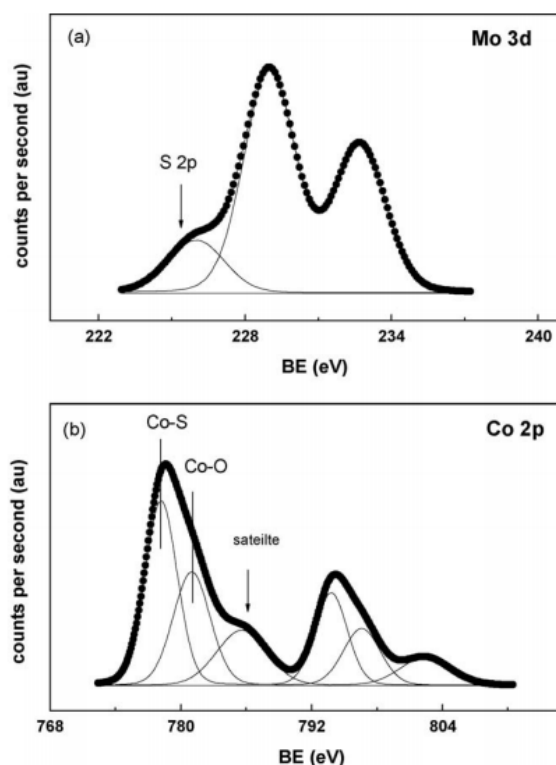 (a)
Mo 3d
counts per second (au)
S 2p
222 228 234 240
BE (eV)
(b)
Co-S
Co 2p
Co-O
sateilte
counts per second (au)
768 780 792 804
BE (eV)